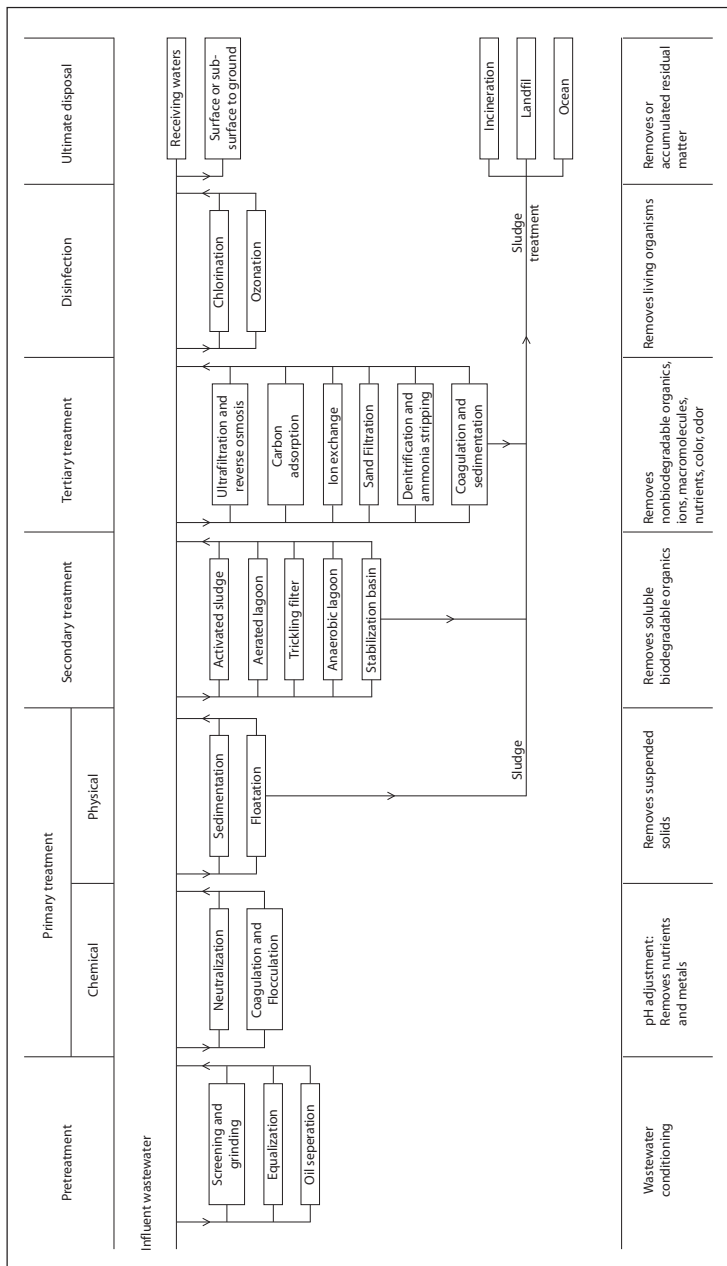 Pretreatment
Primary treatment
Chemical
Physical
Secondary treatment
Tertiary treatment
Disinfection
Ultimate disposal
Influent wastewater
Screening and
grinding
Equalization
Oil seperation
Neutralization
Coagulation and
Flocculation
Sedimentation
Floatation
Activated sludge
Aerated lagoon
Trickling filter
Anaerobic lagoon
Stabilization basin
Ultrafiltration and
reverse osmosis
Carbon
adsorption
Ion exchange
Sand Filtration
Denitrification and
ammonia stripping
Coagulation and
sedimentation
Chlorination
Ozonation
Receiving waters
Surface or sub-
surface to ground
Sludge
Sludge
treatment
Incineration
Landfil
Ocean
Wastewater
conditioning
pH adjustment:
Removes nutrients
and metals
Removes suspended
solids
Removes soluble
biodegradable organics
Removes
nonbiodegradable organics,
ions, macromolecules,
nutrients, color, odor
Removes living organisms
Removes or
accumulated residual
matter